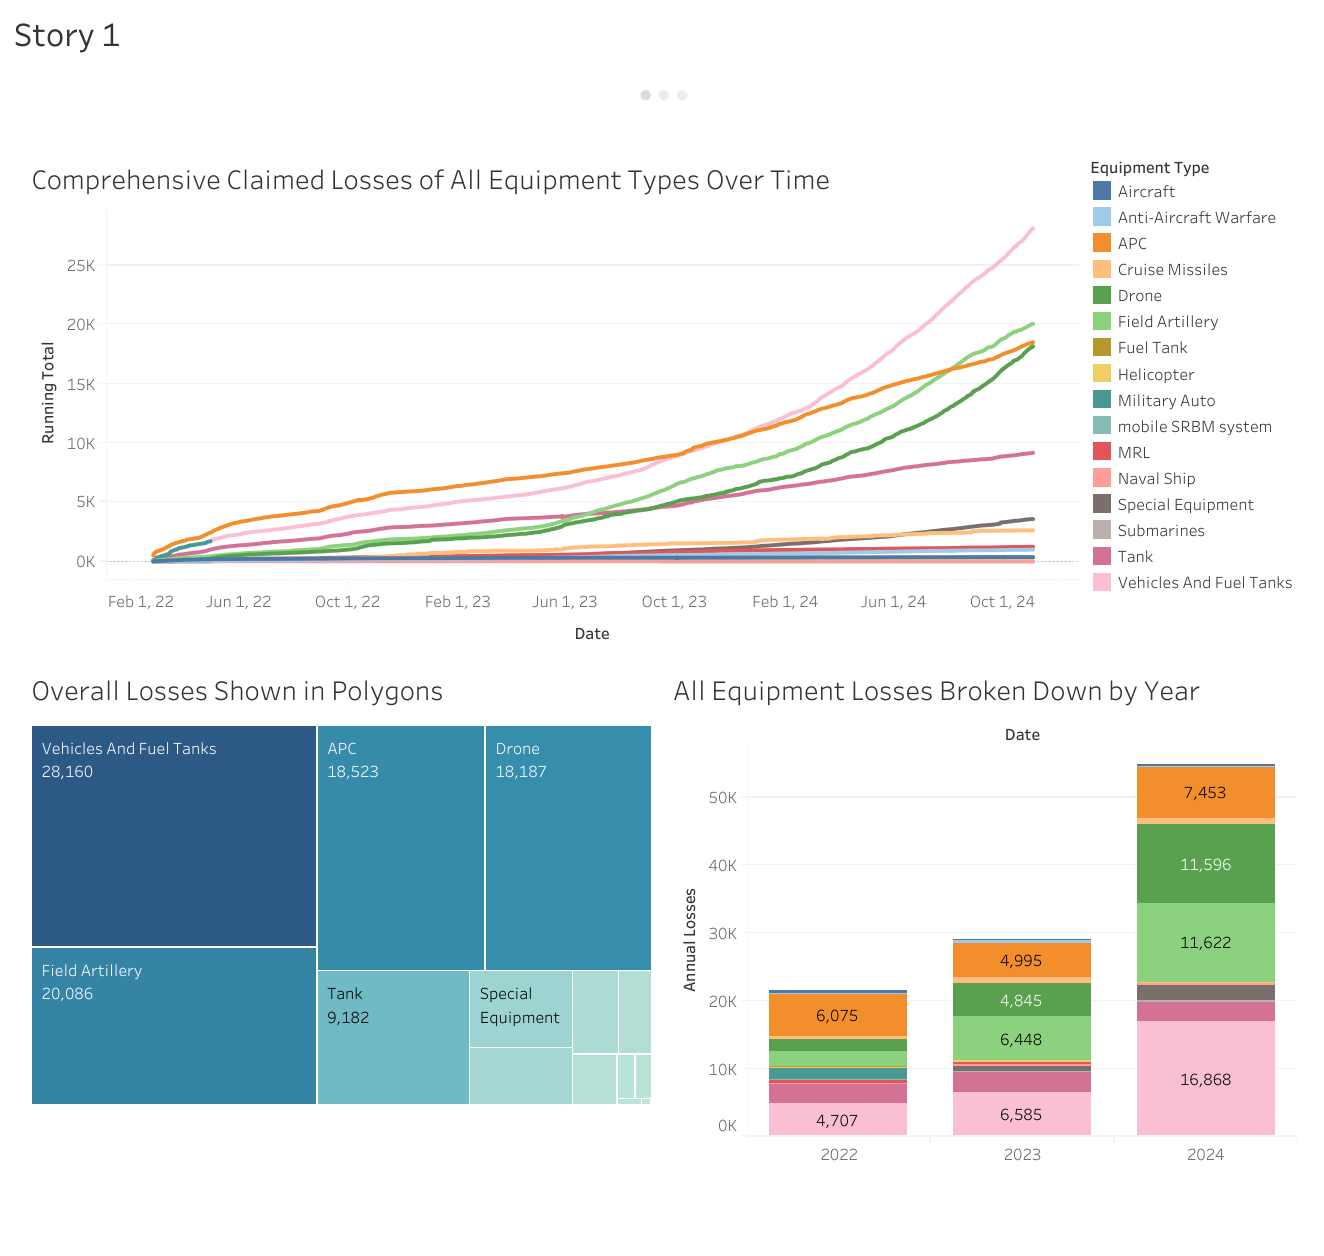 Story 1
Comprehensive Claimed Losses of All Equipment Types Over Time
Running Total
25K
20K
15K
10K
5K
0K
Feb 1, 22
Jun 1, 22
Oct 1, 22
Feb 1, 23
Jun 1, 23
Oct 1, 23
Feb 1, 24
Jun 1, 24
Oct 1, 24
Date
Equipment Type
Aircraft
Anti-Aircraft Warfare
APC
Cruise Missiles
Drone
Field Artillery
Fuel Tank
Helicopter
Military Auto
mobile SRBM system
MRL
Naval Ship
Special Equipment
Submarines
Tank
Vehicles And Fuel Tanks
Overall Losses Shown in Polygons
Vehicles And Fuel Tanks
28,160
APC
18,523
Drone
18,187
Field Artillery
20,086
Tank
9,182
Special
Equipment
All Equipment Losses Broken Down by Year
Date
Annual Losses
50K
40K
30K
20K
10K
0K
6,075
4,707
4,995
4,845
6,448
6,585
7,453
11,596
11,622
16,868
2022
2023
2024